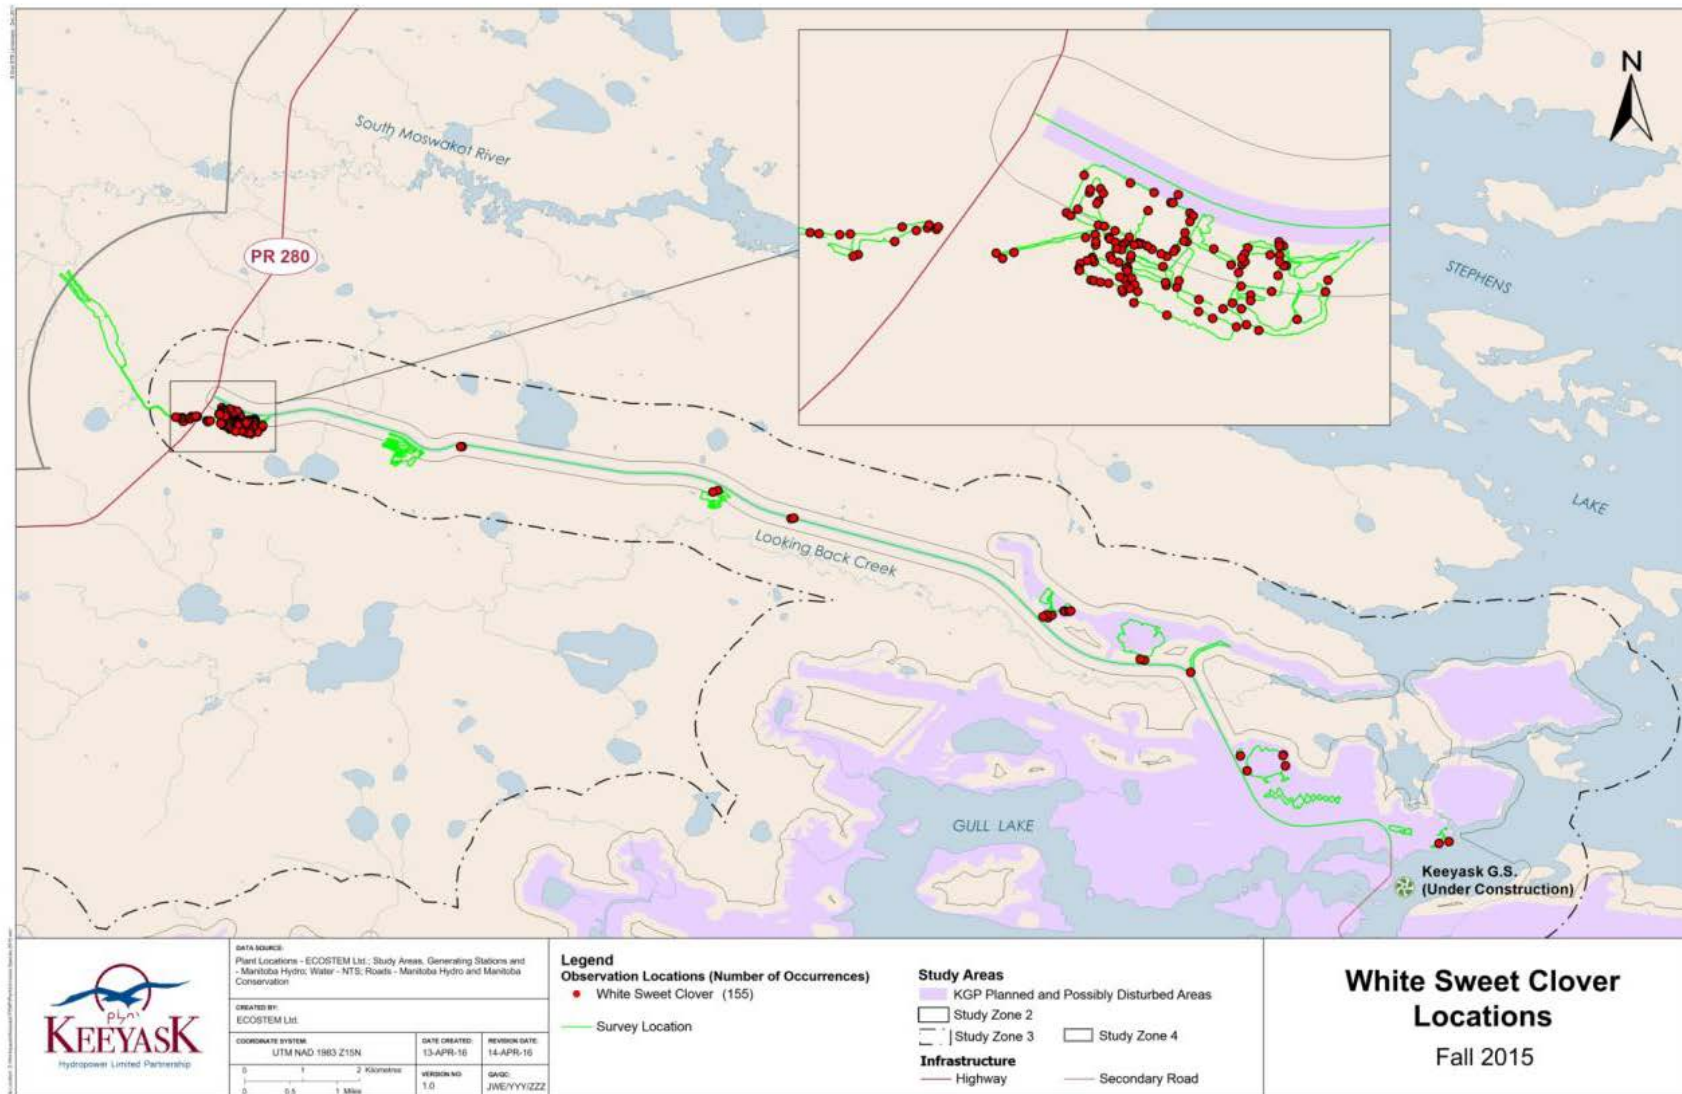 South Moswakot River
N
PR 280
STEPHENS
LAKE
Looking Back Creek
GULL LAKE
Keeyask G.S.
(Under Construction)
KEEYASK
Hydropower Limited Partnership
DATA SOURCE:
Plant Locations - ECOSTEM Ltd.; Study Areas, Generating Stations and
- Manitoba Hydro; Water - NTS; Roads - Manitoba Hydro and Manitoba
Conservation
CREATED BY:
ECOSTEM Ltd.
COORDINATE SYSTEM:
UTM NAD 1983 Z15N
DATE CREATED:
13-APR-16
REVISION DATE:
14-APR-16
0 1 2 Kilometres
0 0.5 1 Miles
VERSION NO:
1.0
QA/QC:
JWE/YYY/ZZZ
Legend
Observation Locations (Number of Occurrences)
White Sweet Clover (155)
Survey Location
Study Areas
KGP Planned and Possibly Disturbed Areas
Study Zone 2
Study Zone 3
Study Zone 4
Infrastructure
Highway
Secondary Road
White Sweet Clover
Locations
Fall 2015